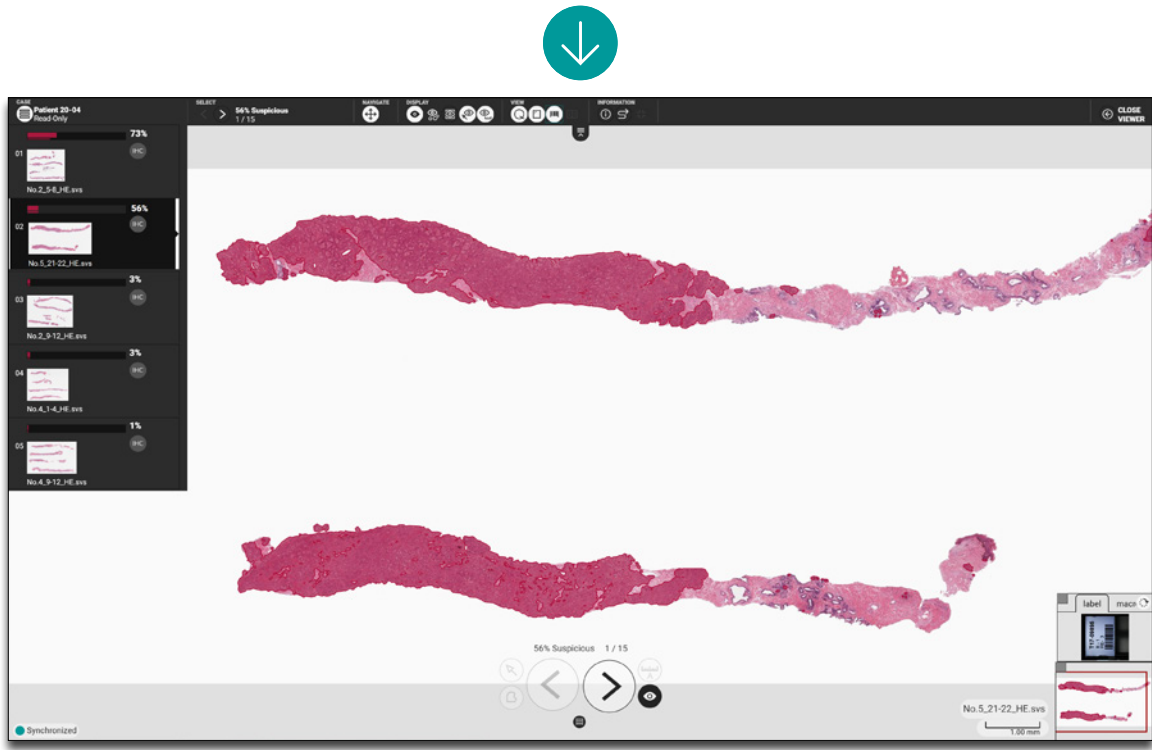 CASE
Patient 20-04
Read-Only
SELECT
56% Suspicious
1 / 15
NAVIGATE
DISPLAY
VIEW
INFORMATION
CLOSE
VIEWER
73%
01
IHC
No.2_5-8_HE.svs
56%
02
IHC
No.5_21-22_HE.svs
3%
03
IHC
No.2_9-12_HE.svs
3%
04
IHC
No.4_1-4_HE.svs
1%
05
IHC
No.4_9-12_HE.svs
56% Suspicious 1 / 15
label
No.5_21-22_HE.svs
1.00 mm
Synchronized